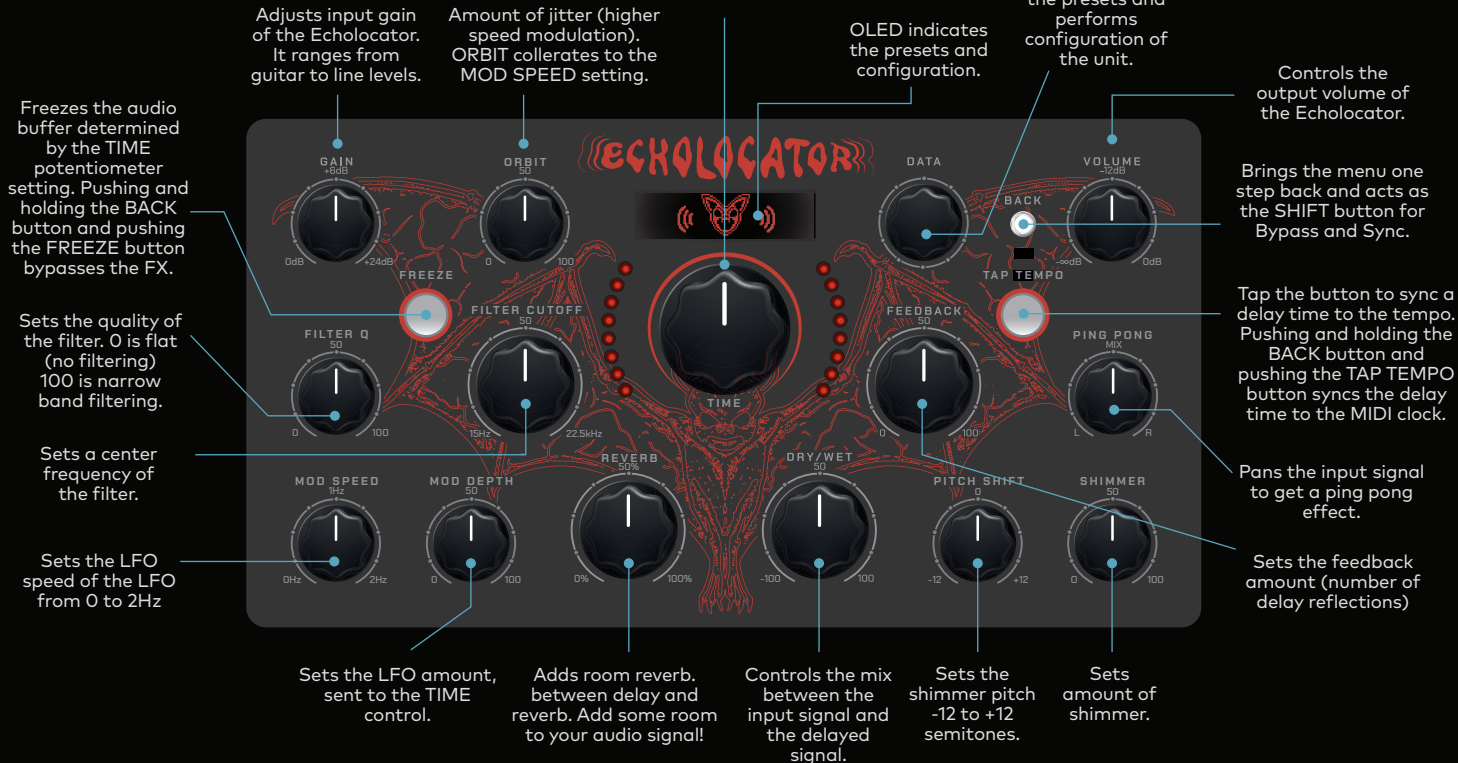 Adjusts input gain
of the Echolocator.
It ranges from
guitar to line levels.
Amount of jitter (higher
speed modulation).
ORBIT collerates to the
MOD SPEED setting.
OLED indicates
the presets and
configuration.
the presets and
performs
configuration of
the unit.
Controls the
output volume of
the Echolocator.
Freezes the audio
buffer determined
by the TIME
potentiometer
setting. Pushing and
holding the BACK
button and pushing
the FREEZE button
bypasses the FX.
Brings the menu one
step back and acts as
the SHIFT button for
Bypass and Sync.
Sets the quality of
the filter. 0 is flat
(no filtering)
100 is narrow
band filtering.
Tap the button to sync a
delay time to the tempo.
Pushing and holding the
BACK button and
pushing the TAP TEMPO
button syncs the delay
time to the MIDI clock.
Sets a center
frequency of
the filter.
Pans the input signal
to get a ping pong
effect.
Sets the LFO
speed of the LFO
from 0 to 2Hz
Sets the feedback
amount (number of
delay reflections)
ECHOLOCATOR
GAIN
+6dB
0dB
+24dB
ORBIT
50
0
100
DATA
BACK
VOLUME
-12dB
-∞dB
0dB
FREEZE
TAP TEMPO
FILTER Q
50
0
100
FILTER CUTOFF
50
15Hz
22.5kHz
TIME
FEEDBACK
50
0
100
PING PONG
MIX
L
R
MOD SPEED
1Hz
0Hz
2Hz
MOD DEPTH
50
0
100
REVERB
50%
0%
100%
DRY/WET
50
-100
100
PITCH SHIFT
0
-12
+12
SHIMMER
50
0
100
Sets the LFO amount,
sent to the TIME
control.
Adds room reverb.
between delay and
reverb. Add some room
to your audio signal!
Controls the mix
between the
input signal and
the delayed
signal.
Sets the
shimmer pitch
-12 to +12
semitones.
Sets
amount of
shimmer.